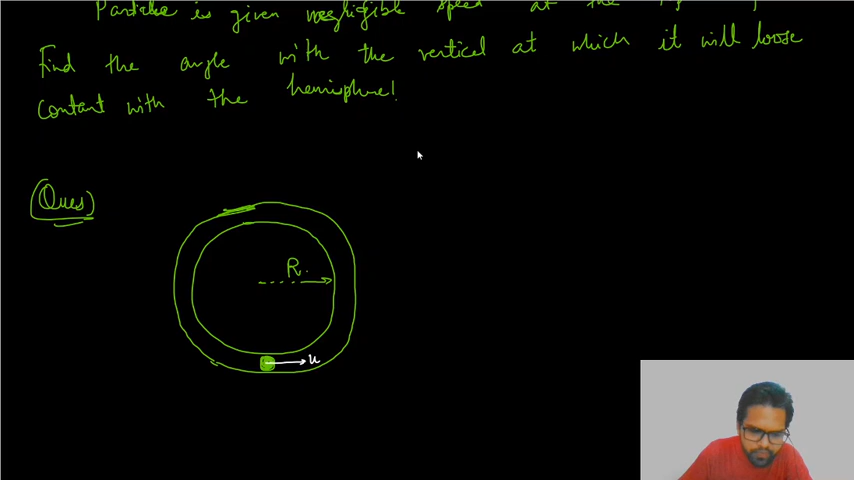 Particle is given negligible speed at the
Find the angle with the vertical at which it will loose
contant with the hemisphere!
Ques
R
u